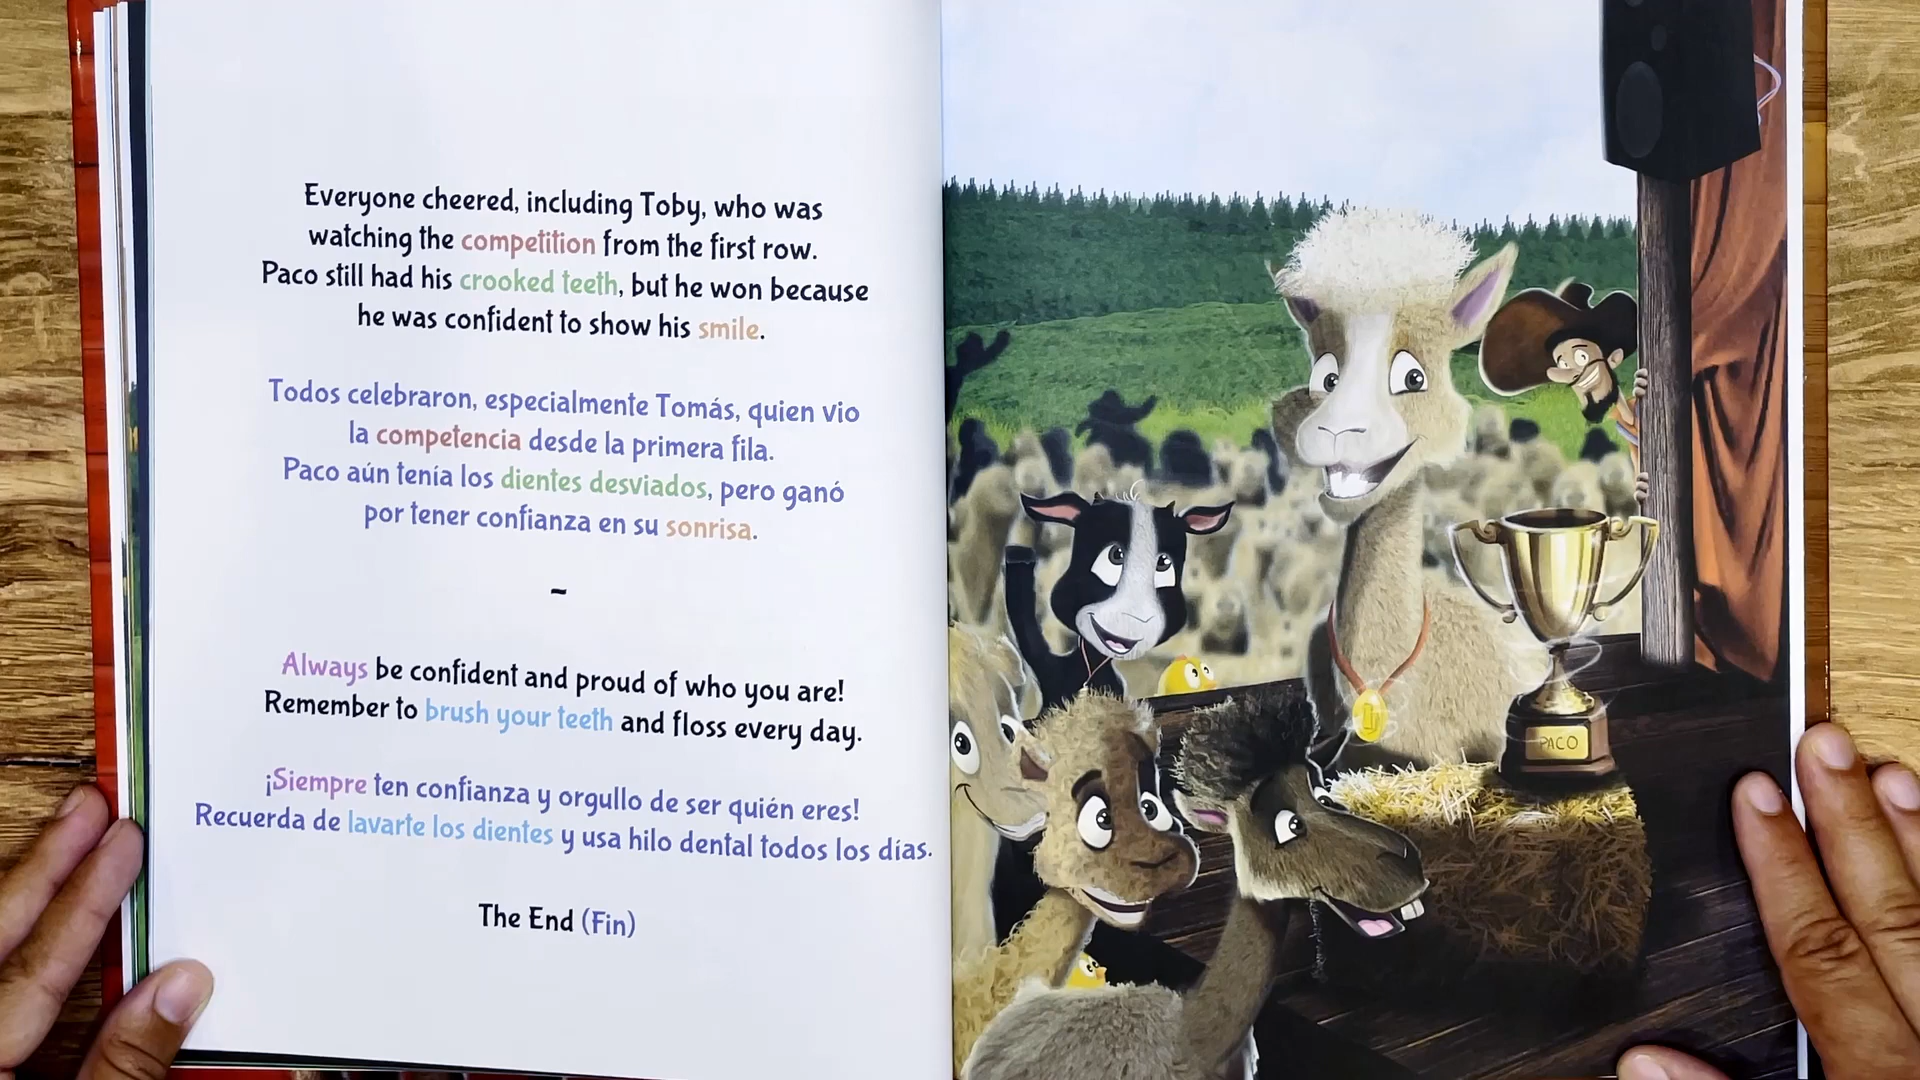 Everyone cheered, including Toby, who was
watching the competition from the first row.
Paco still had his crooked teeth, but he won because
he was confident to show his smile.
Todos celebraron, especialmente Tomás, quien vio
la competencia desde la primera fila.
Paco aún tenía los dientes desviados, pero ganó
por tener confianza en su sonrisa.
~
Always be confident and proud of who you are!
Remember to brush your teeth and floss every day.
¡Siempre ten confianza y orgullo de ser quién eres!
Recuerda de lavarte los dientes y usa hilo dental todos los días.
The End (Fin)
PACO